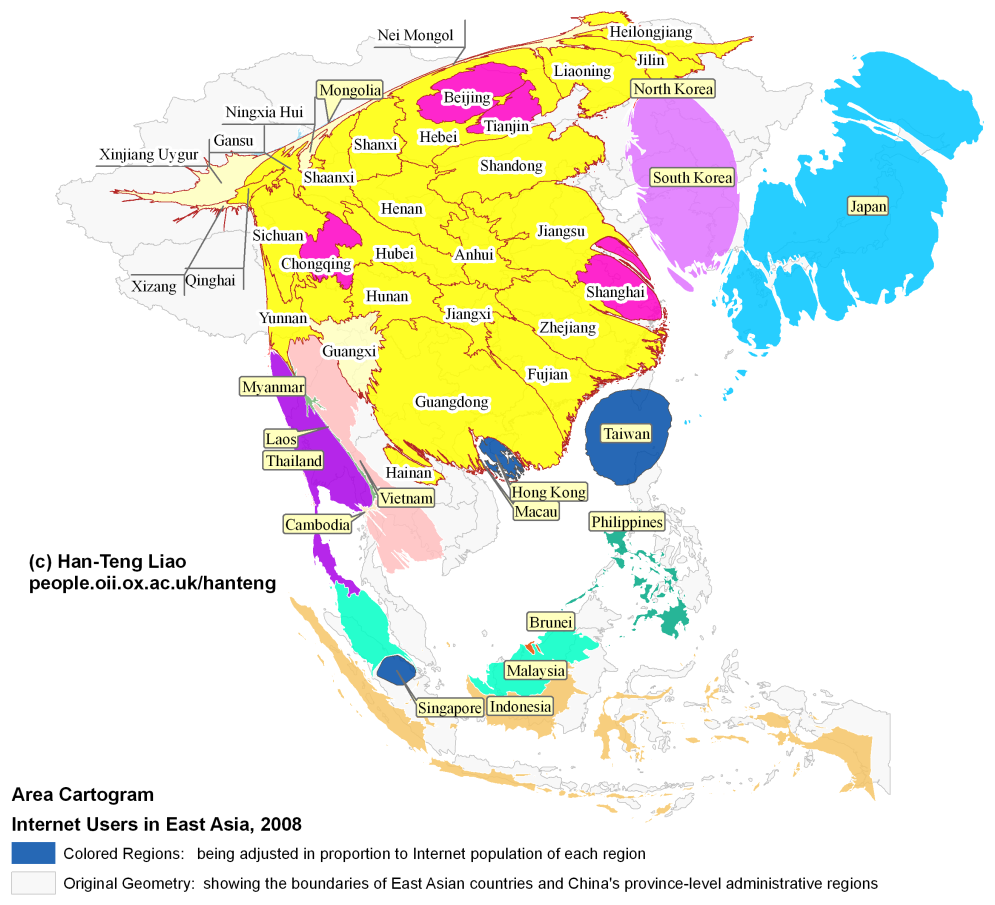 Heilongjiang
Nei Mongol
Jilin
Liaoning
Mongolia
North Korea
Beijing
Ningxia Hui
Tianjin
Hebei
Gansu
Shanxi
Xinjiang Uygur
Shandong
Shaanxi
South Korea
Japan
Henan
Jiangsu
Sichuan
Hubei
Anhui
Chongqing
Qinghai
Xizang
Shanghai
Hunan
Jiangxi
Yunnan
Zhejiang
Guangxi
Fujian
Myanmar
Guangdong
Taiwan
Laos
Thailand
Hainan
Hong Kong
Vietnam
Macau
Cambodia
Philippines
(c) Han-Teng Liao
people.oii.ox.ac.uk/hanteng
Brunei
Malaysia
Singapore
Indonesia
Area Cartogram
Internet Users in East Asia, 2008
Colored Regions: being adjusted in proportion to Internet population of each region
Original Geometry: showing the boundaries of East Asian countries and China's province-level administrative regions